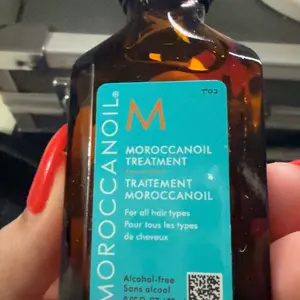 MOROCCANOIL®
M
MOROCCANOIL
TREATMENT
TRAITEMENT
MOROCCANOIL
For all hair types
Pour tous les types
de cheveux
Alcohol-free
Sans alcool